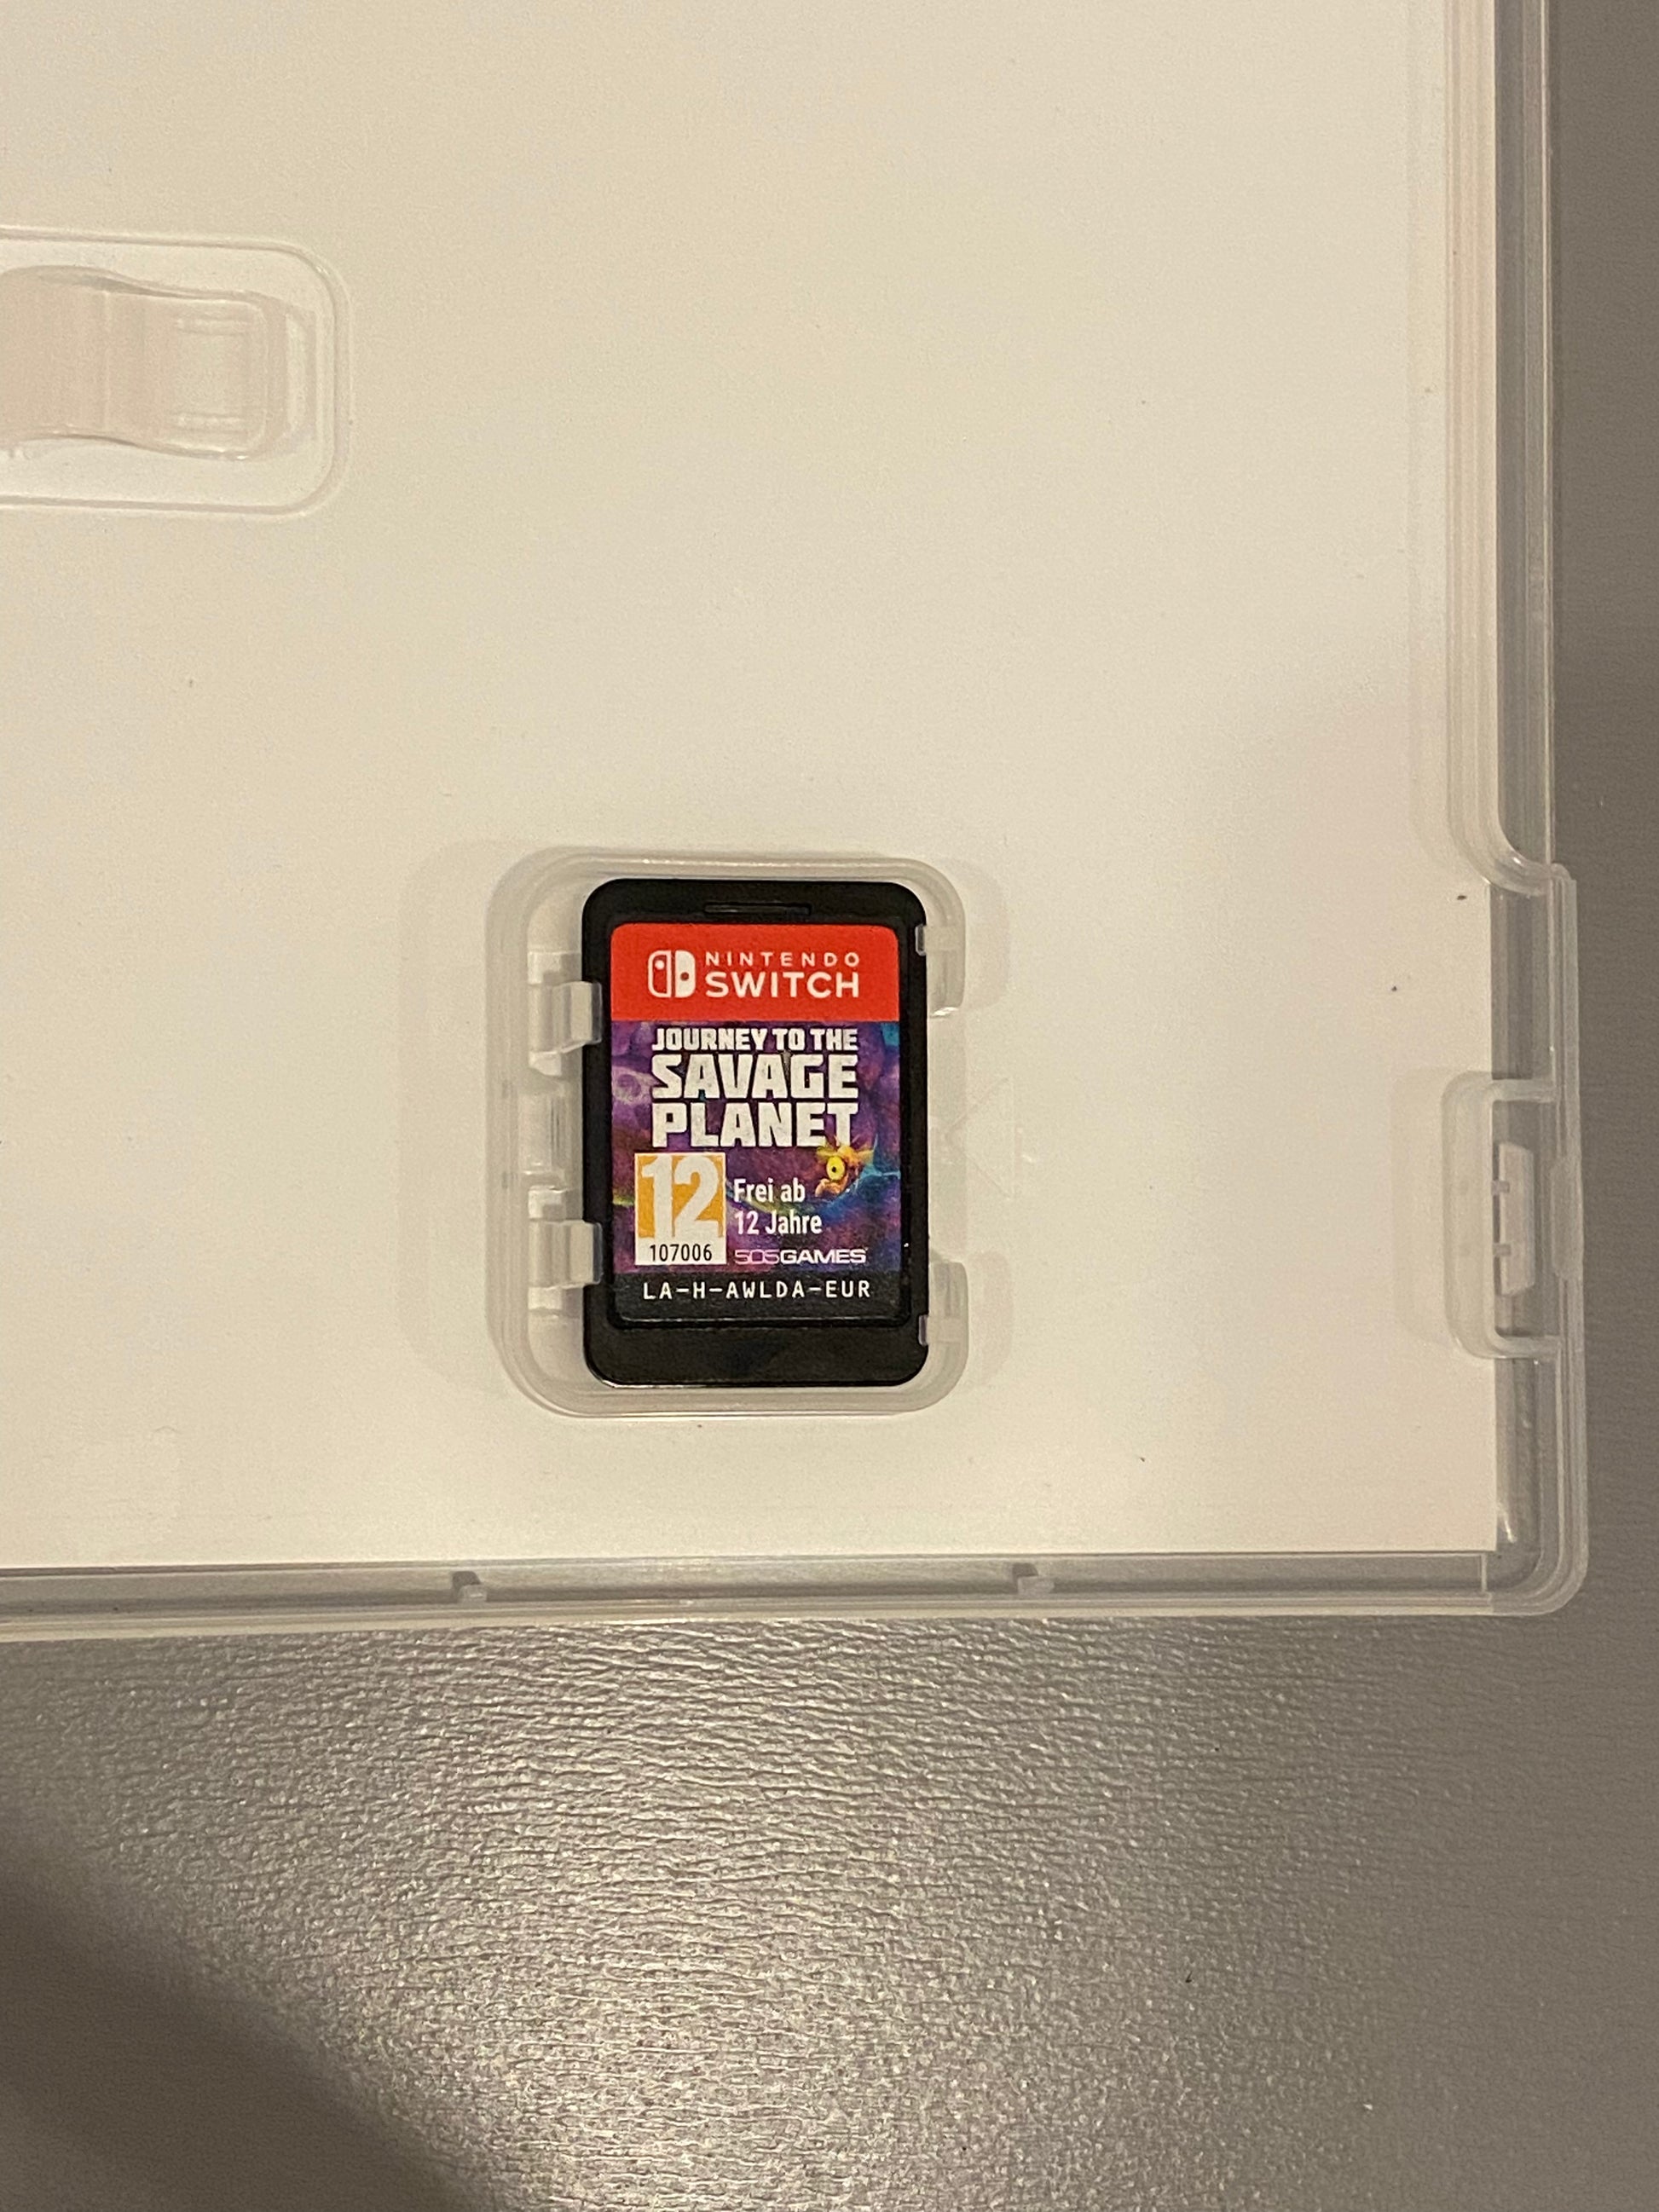 NINTENDO
SWITCH
JOURNEY TO THE
SAVAGE
PLANET
12
Frei ab
12 Jahre
107006
505GAMES
LA-H-AWLDA-EUR